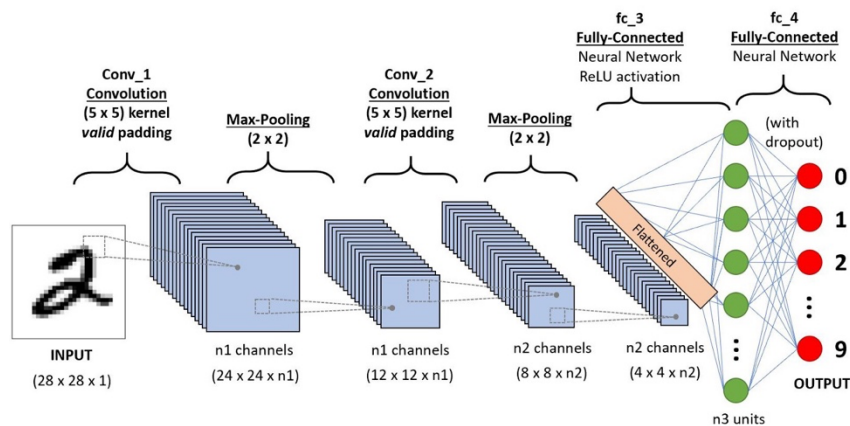 fc_3
Fully-Connected
Neural Network
ReLU activation
fc_4
Fully-Connected
Neural Network
Conv_1
Convolution
(5 x 5) kernel
valid padding
Max-Pooling
(2 x 2)
Conv_2
Convolution
(5 x 5) kernel
valid padding
Max-Pooling
(2 x 2)
(with
dropout)
2
Flattened
0
1
2
9
INPUT
(28 x 28 x 1)
n1 channels
(24 x 24 x n1)
n1 channels
(12 x 12 x n1)
n2 channels
(8 x 8 x n2)
n2 channels
(4 x 4 x n2)
OUTPUT
n3 units